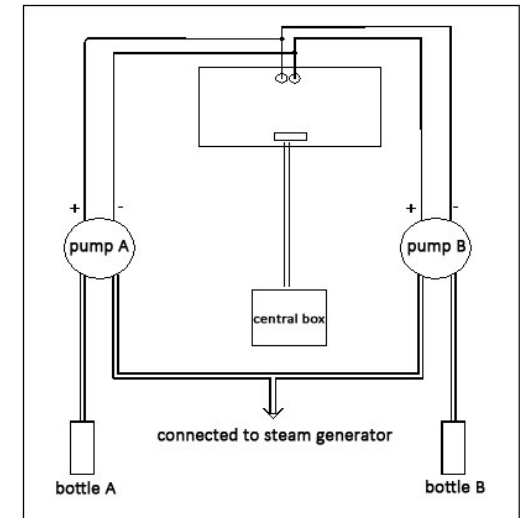 + -
+ -
pump A
pump B
central box
connected to steam generator
bottle A
bottle B